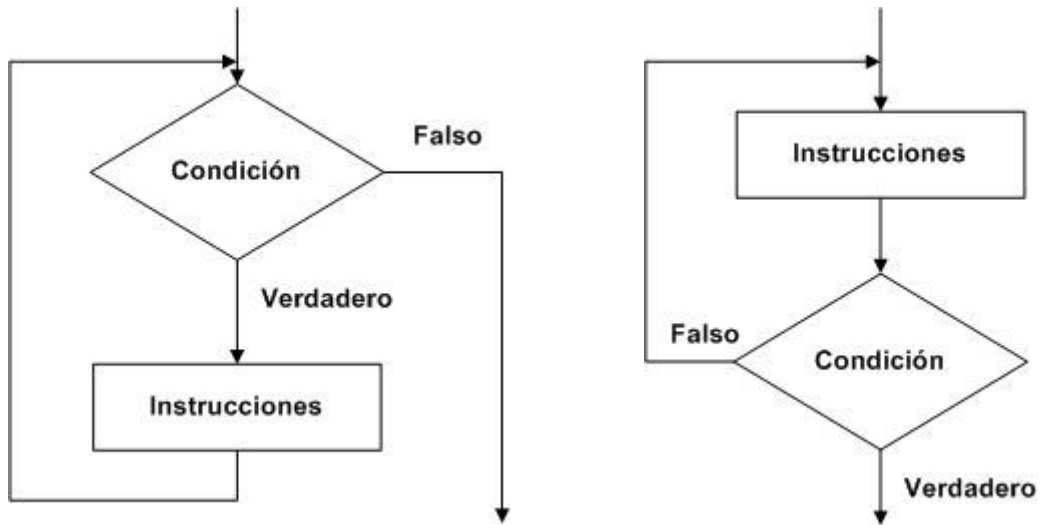 Falso
Condición
Verdadero
Instrucciones
Instrucciones
Falso
Condición
Verdadero